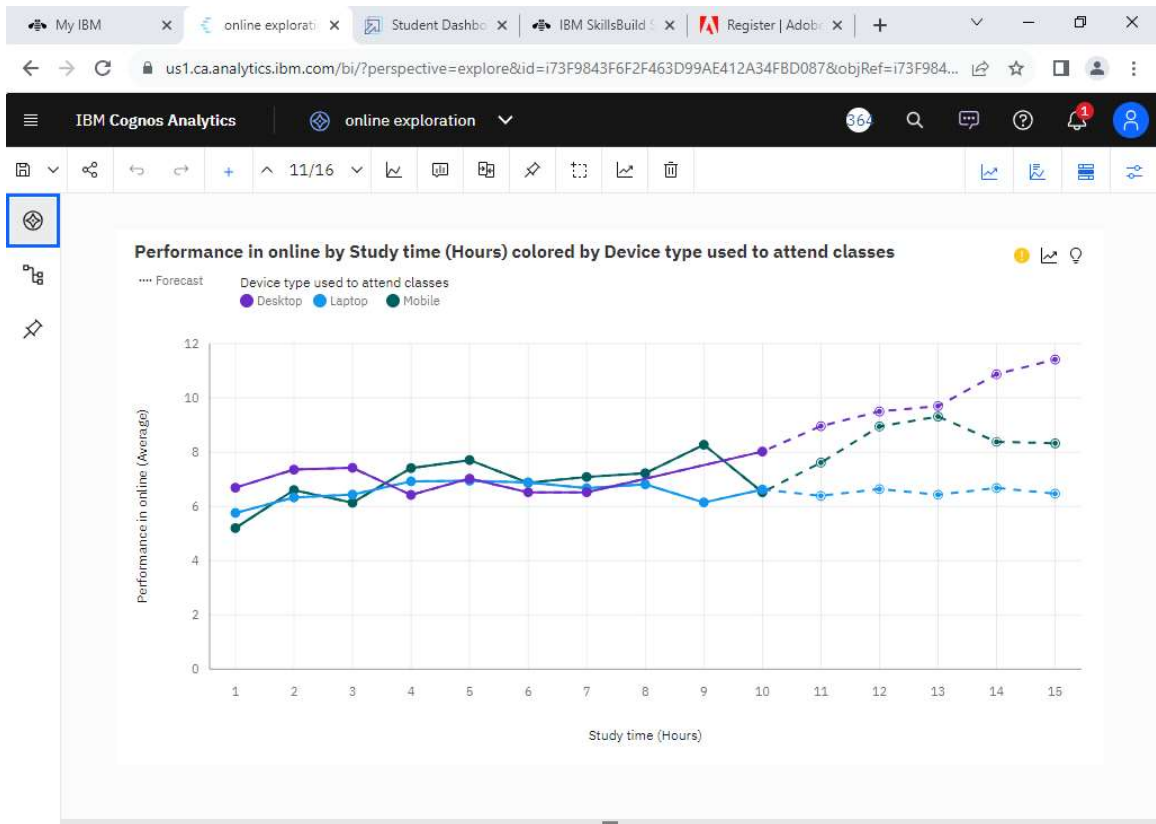 My IBM online explorati Student Dashbo IBM SkillsBuild S Register | Adob
us1.ca.analytics.ibm.com/bi/?perspective=explore&id=i73F9843F6F2F463D99AE412A34FBD087&objRef=i73F984...
IBM Cognos Analytics online exploration 364 1
11/16
Performance in online by Study time (Hours) colored by Device type used to attend classes
Forecast Device type used to attend classes
Desktop Laptop Mobile
12
10
8
6
4
2
0
Performance in online (Average)
1 2 3 4 5 6 7 8 9 10 11 12 13 14 15
Study time (Hours)